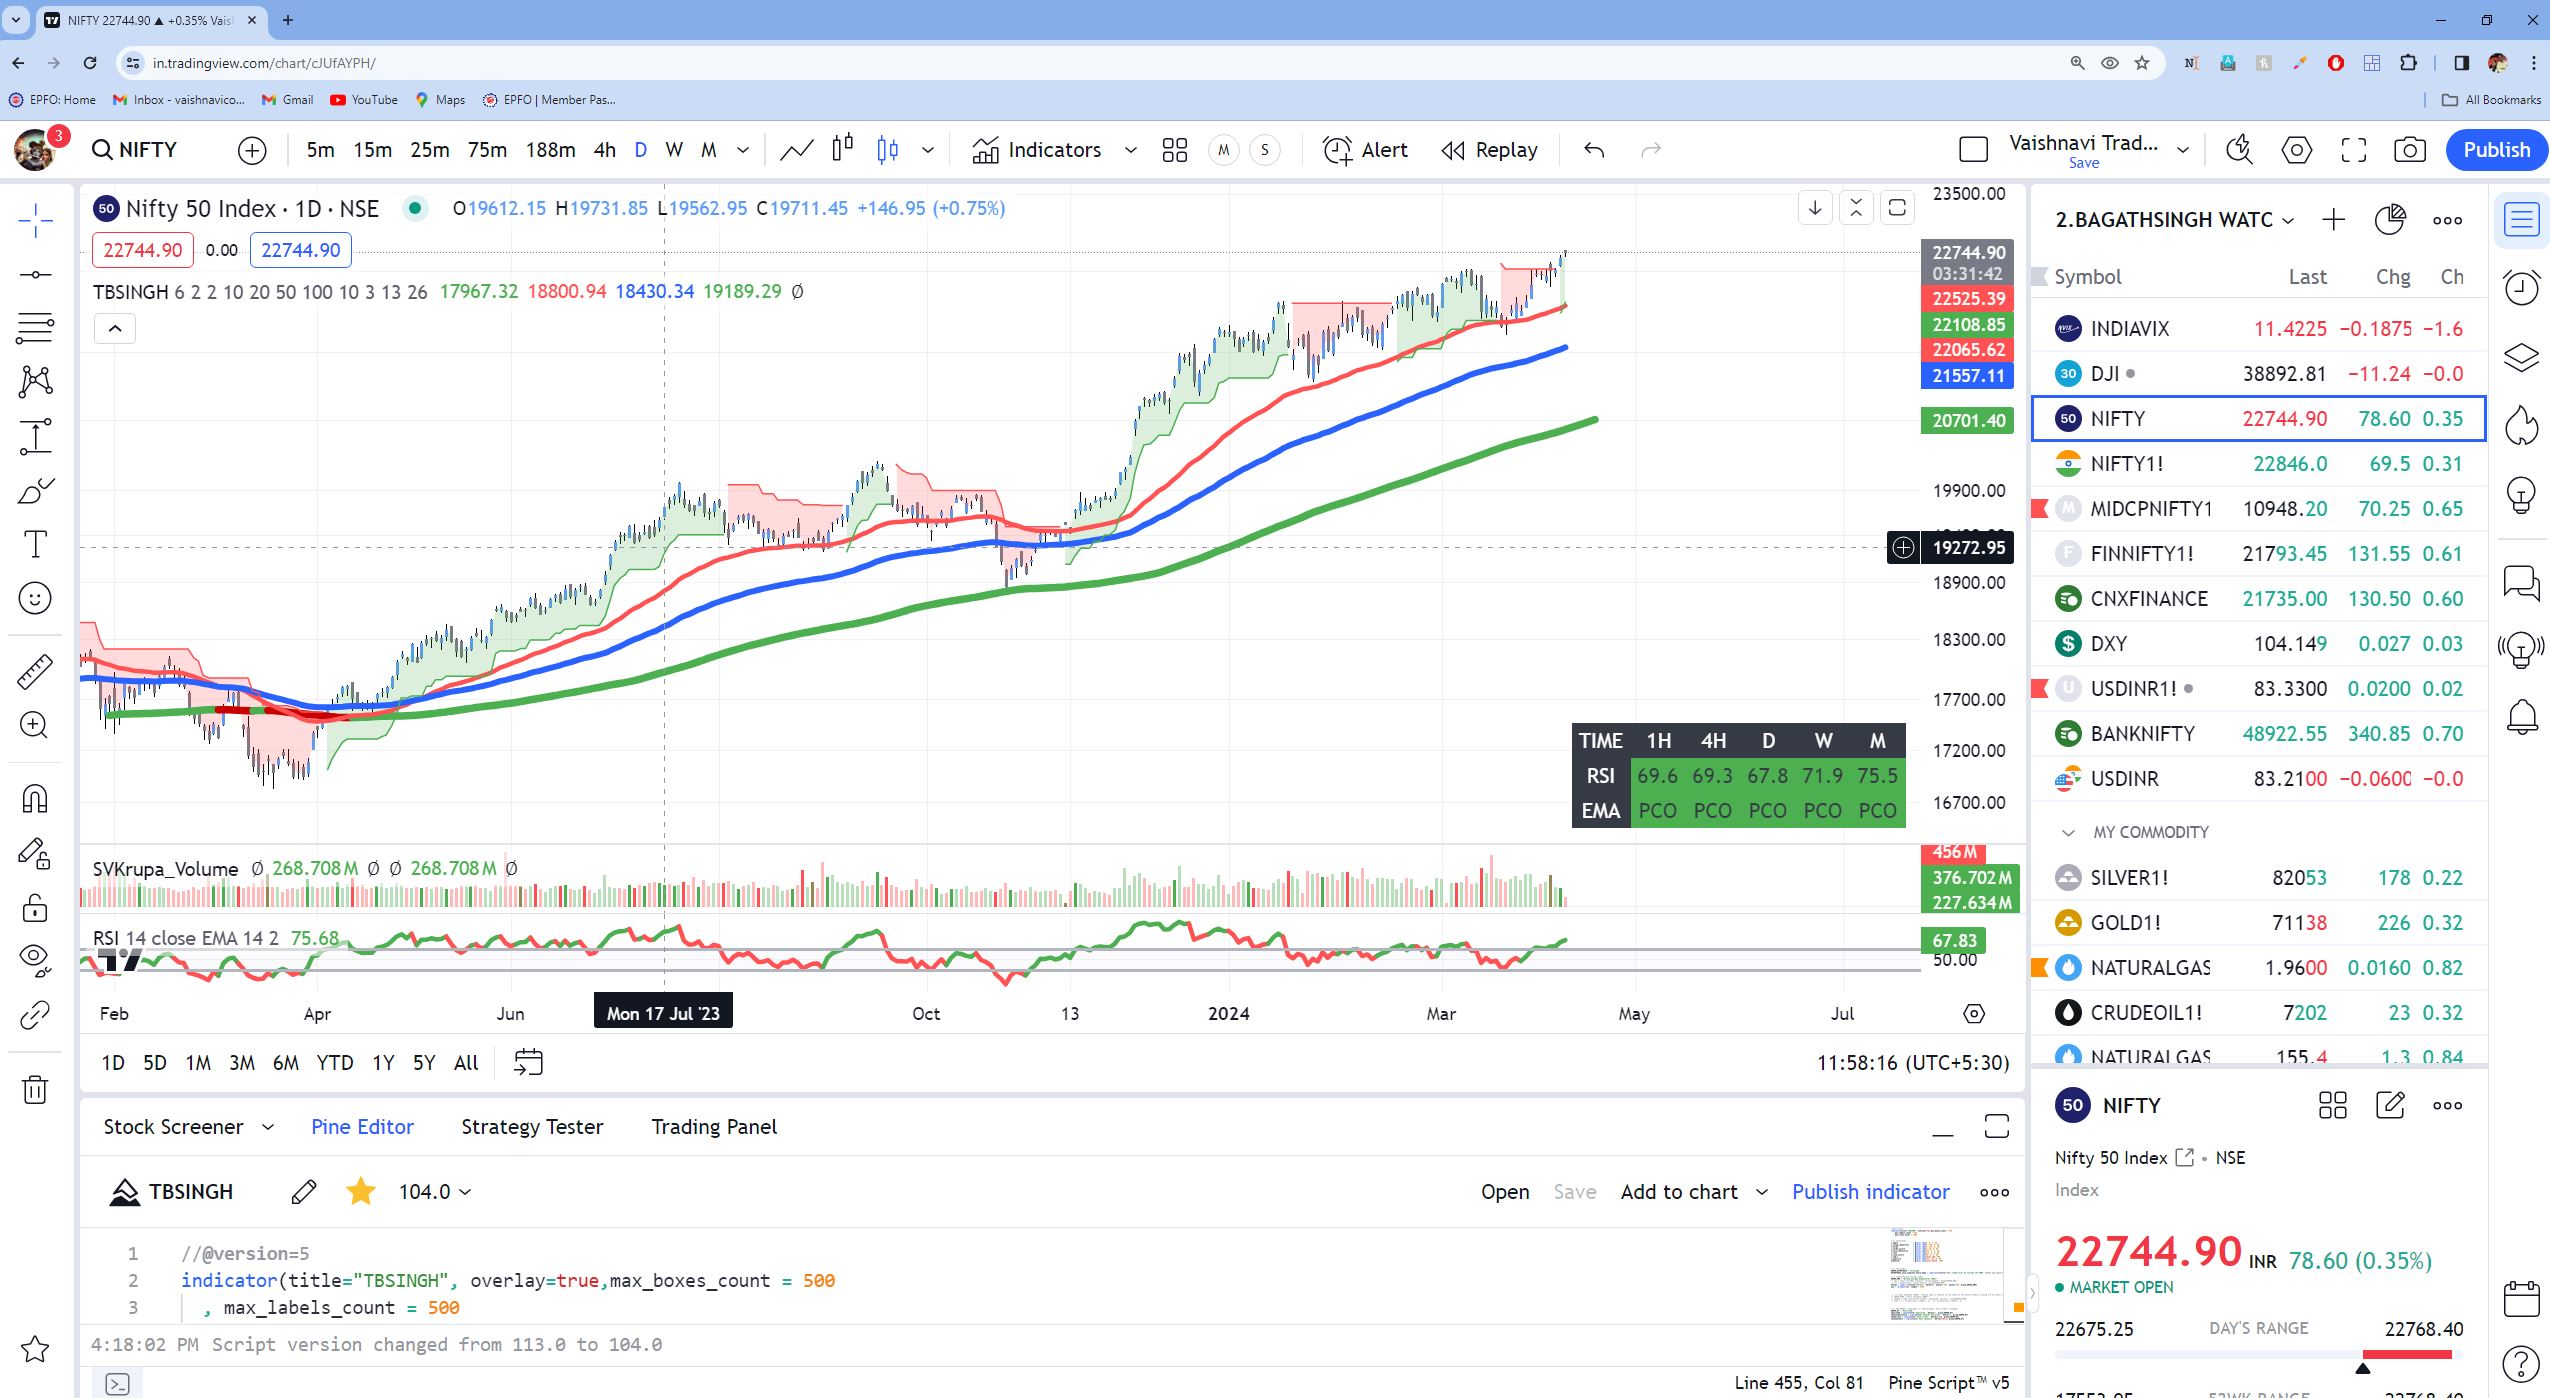 NIFTY 22744.90 ▲ +0.35% Vais
in.tradingview.com/chart/cJUfAYPH/
EPFO: Home
Inbox - vaishnavico...
Gmail
YouTube
Maps
EPFO | Member Pas...
All Bookmarks
3
NIFTY
5m 15m 25m 75m 188m 4h D W M
Indicators
M S
Alert
Replay
Vaishnavi Trad...
Save
Publish
50 Nifty 50 Index · 1D · NSE
O19612.15 H19731.85 L19562.95 C19711.45 +146.95 (+0.75%)
22744.90 0.00 22744.90
TBSINGH 6 2 2 10 20 50 100 10 3 13 26 17967.32 18800.94 18430.34 19189.29 Ø
23500.00
22744.90
03:31:42
22525.39
22108.85
22065.62
21557.11
20701.40
19900.00
19272.95
18900.00
18300.00
17700.00
17200.00
16700.00
TIME 1H 4H D W M
RSI 69.6 69.3 67.8 71.9 75.5
EMA PCO PCO PCO PCO PCO
SVKrupa_Volume Ø 268.708M Ø Ø 268.708M Ø
456M
376.702M
227.634M
RSI 14 close EMA 14 2 75.68
67.83
50.00
Feb Apr Jun Mon 17 Jul '23 Oct 13 2024 Mar May Jul
1D 5D 1M 3M 6M YTD 1Y 5Y All
11:58:16 (UTC+5:30)
Stock Screener Pine Editor Strategy Tester Trading Panel
TBSINGH 104.0
Open Save Add to chart Publish indicator
1 //@version=5
2 indicator(title="TBSINGH", overlay=true,max_boxes_count = 500
3 , max_labels_count = 500
4:18:02 PM Script version changed from 113.0 to 104.0
Line 455, Col 81 Pine Script™ v5
2.BAGATHSINGH WATC
Symbol Last Chg Ch
INDIAVIX 11.4225 −0.1875 −1.6
30 DJI 38892.81 −11.24 −0.0
50 NIFTY 22744.90 78.60 0.35
NIFTY1! 22846.0 69.5 0.31
M MIDCPNIFTY1 10948.20 70.25 0.65
F FINNIFTY1! 21793.45 131.55 0.61
CNXFINANCE 21735.00 130.50 0.60
$ DXY 104.149 0.027 0.03
U USDINR1! 83.3300 0.0200 0.02
BANKNIFTY 48922.55 340.85 0.70
USDINR 83.2100 −0.0600 −0.0
MY COMMODITY
SILVER1! 82053 178 0.22
GOLD1! 71138 226 0.32
NATURALGAS 1.9600 0.0160 0.82
CRUDEOIL1! 7202 23 0.32
NATURALGAS 155.4 1.3 0.84
50 NIFTY
Nifty 50 Index • NSE
Index
22744.90 INR 78.60 (0.35%)
MARKET OPEN
22675.25 DAY'S RANGE 22768.40